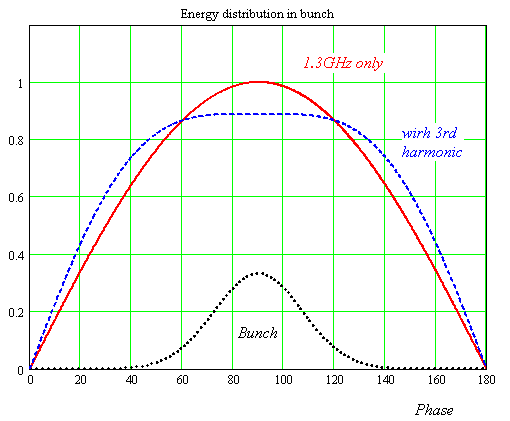 Energy distribution in bunch
1.3GHz only
1
wirh 3rd
harmonic
0.8
0.6
0.4
0.2
Bunch
0
0 20 40 60 80 100 120 140 160 180
Phase